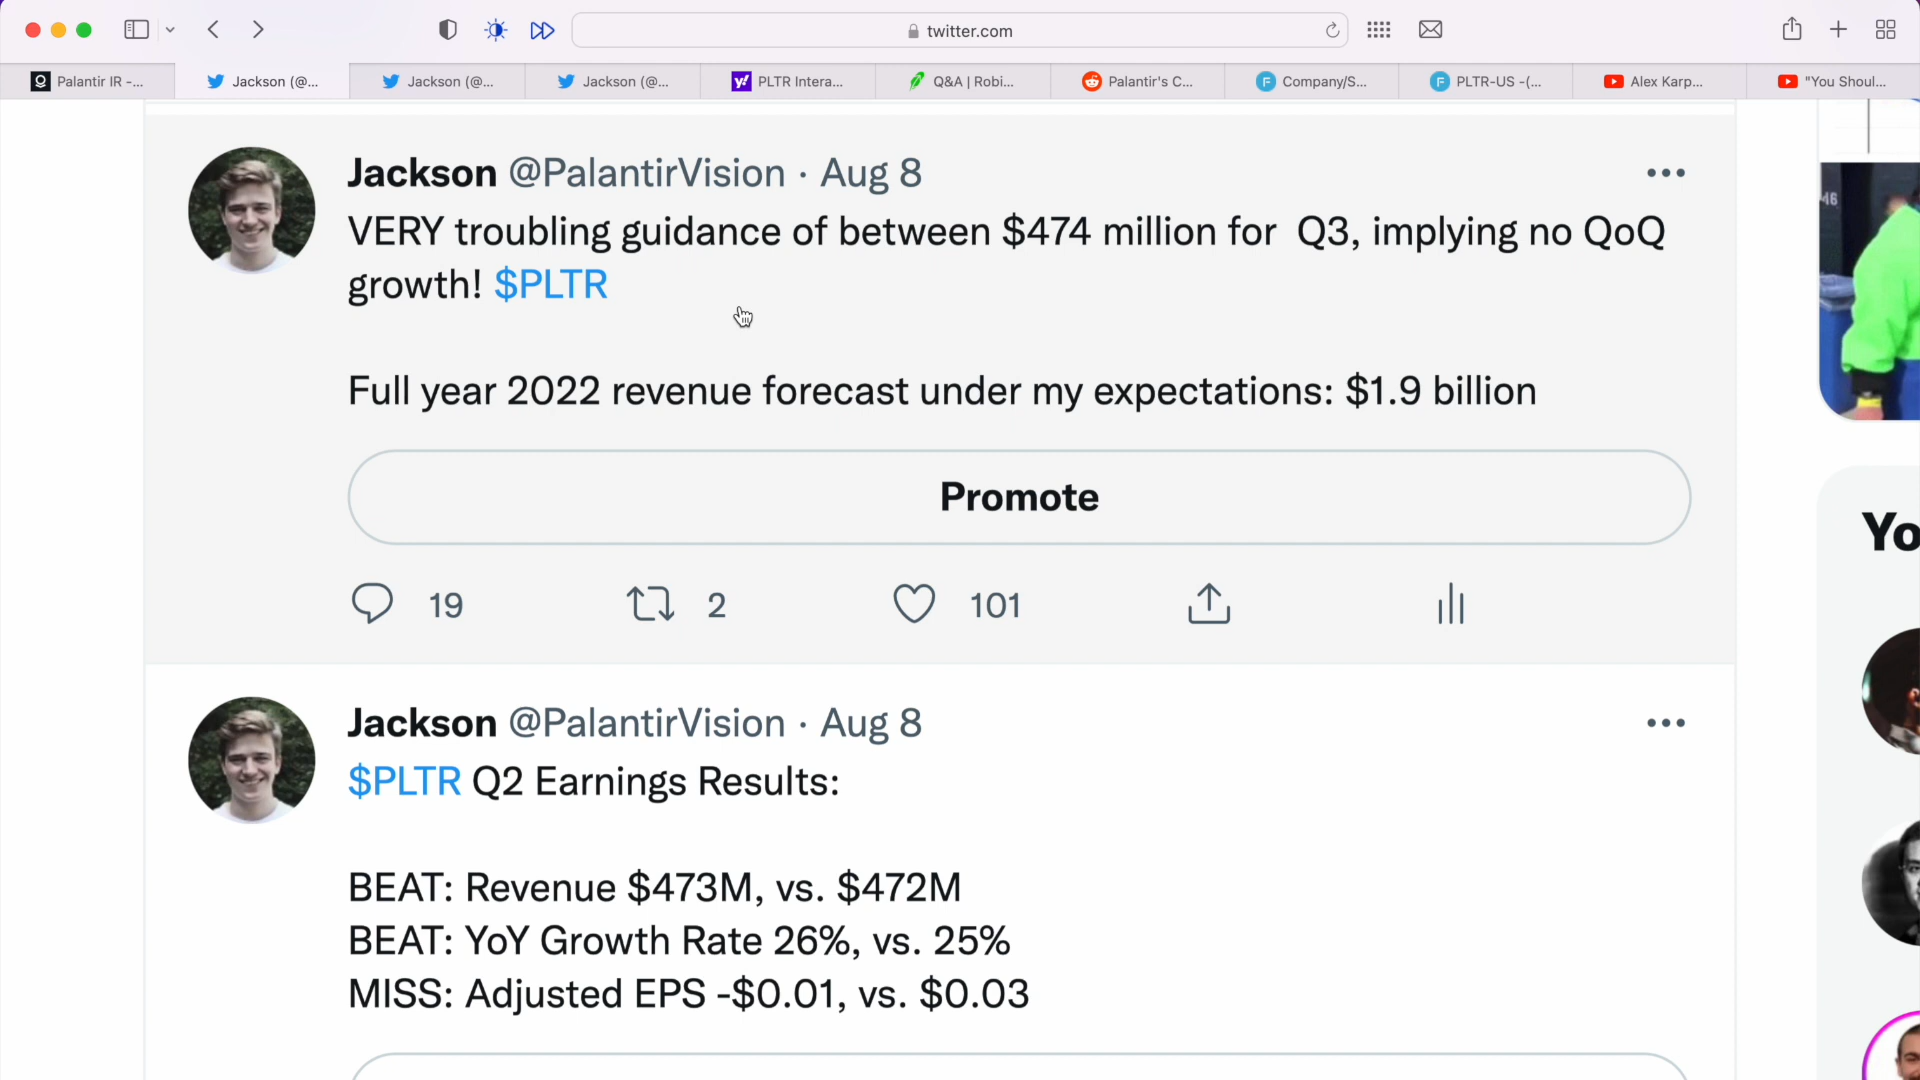 twitter.com
Palantir IR -...
Jackson (@...
Jackson (@...
Jackson (@...
PLTR Intera...
Q&A | Robi...
Palantir's C...
Company/S...
PLTR-US -(...
Alex Karp...
"You Shoul...
Jackson @PalantirVision · Aug 8
VERY troubling guidance of between $474 million for Q3, implying no QoQ
growth! $PLTR
Full year 2022 revenue forecast under my expectations: $1.9 billion
Promote
19
2
101
Jackson @PalantirVision · Aug 8
$PLTR Q2 Earnings Results:
BEAT: Revenue $473M, vs. $472M
BEAT: YoY Growth Rate 26%, vs. 25%
MISS: Adjusted EPS -$0.01, vs. $0.03
46
Yo